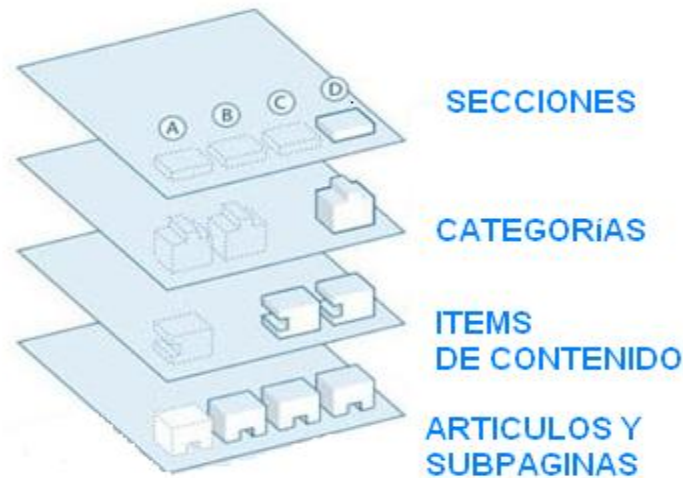 A
B
C
D
SECCIONES
CATEGORíAS
ITEMS
DE CONTENIDO
ARTICULOS Y
SUBPAGINAS